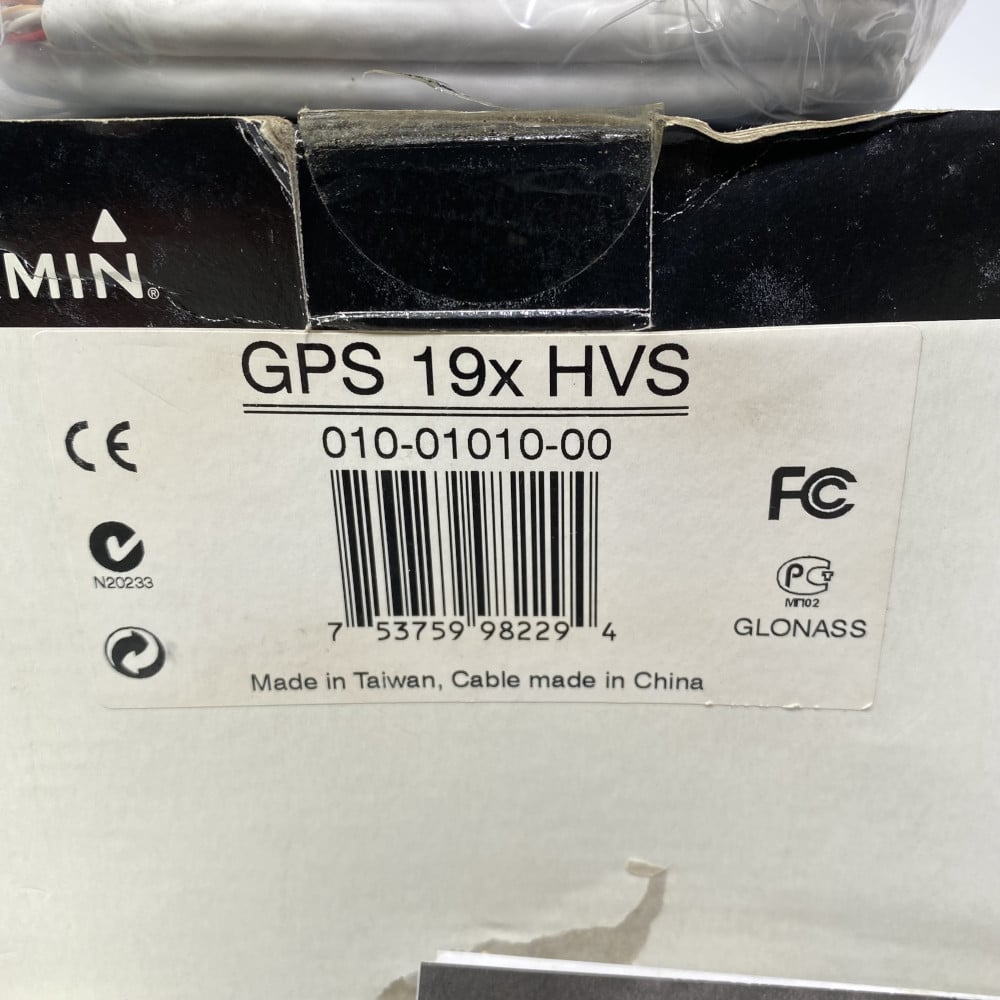 MIN®
GPS 19x HVS
010-01010-00
CE
FC
N20233
МП02
GLONASS
7 53759 98229 4
Made in Taiwan, Cable made in China